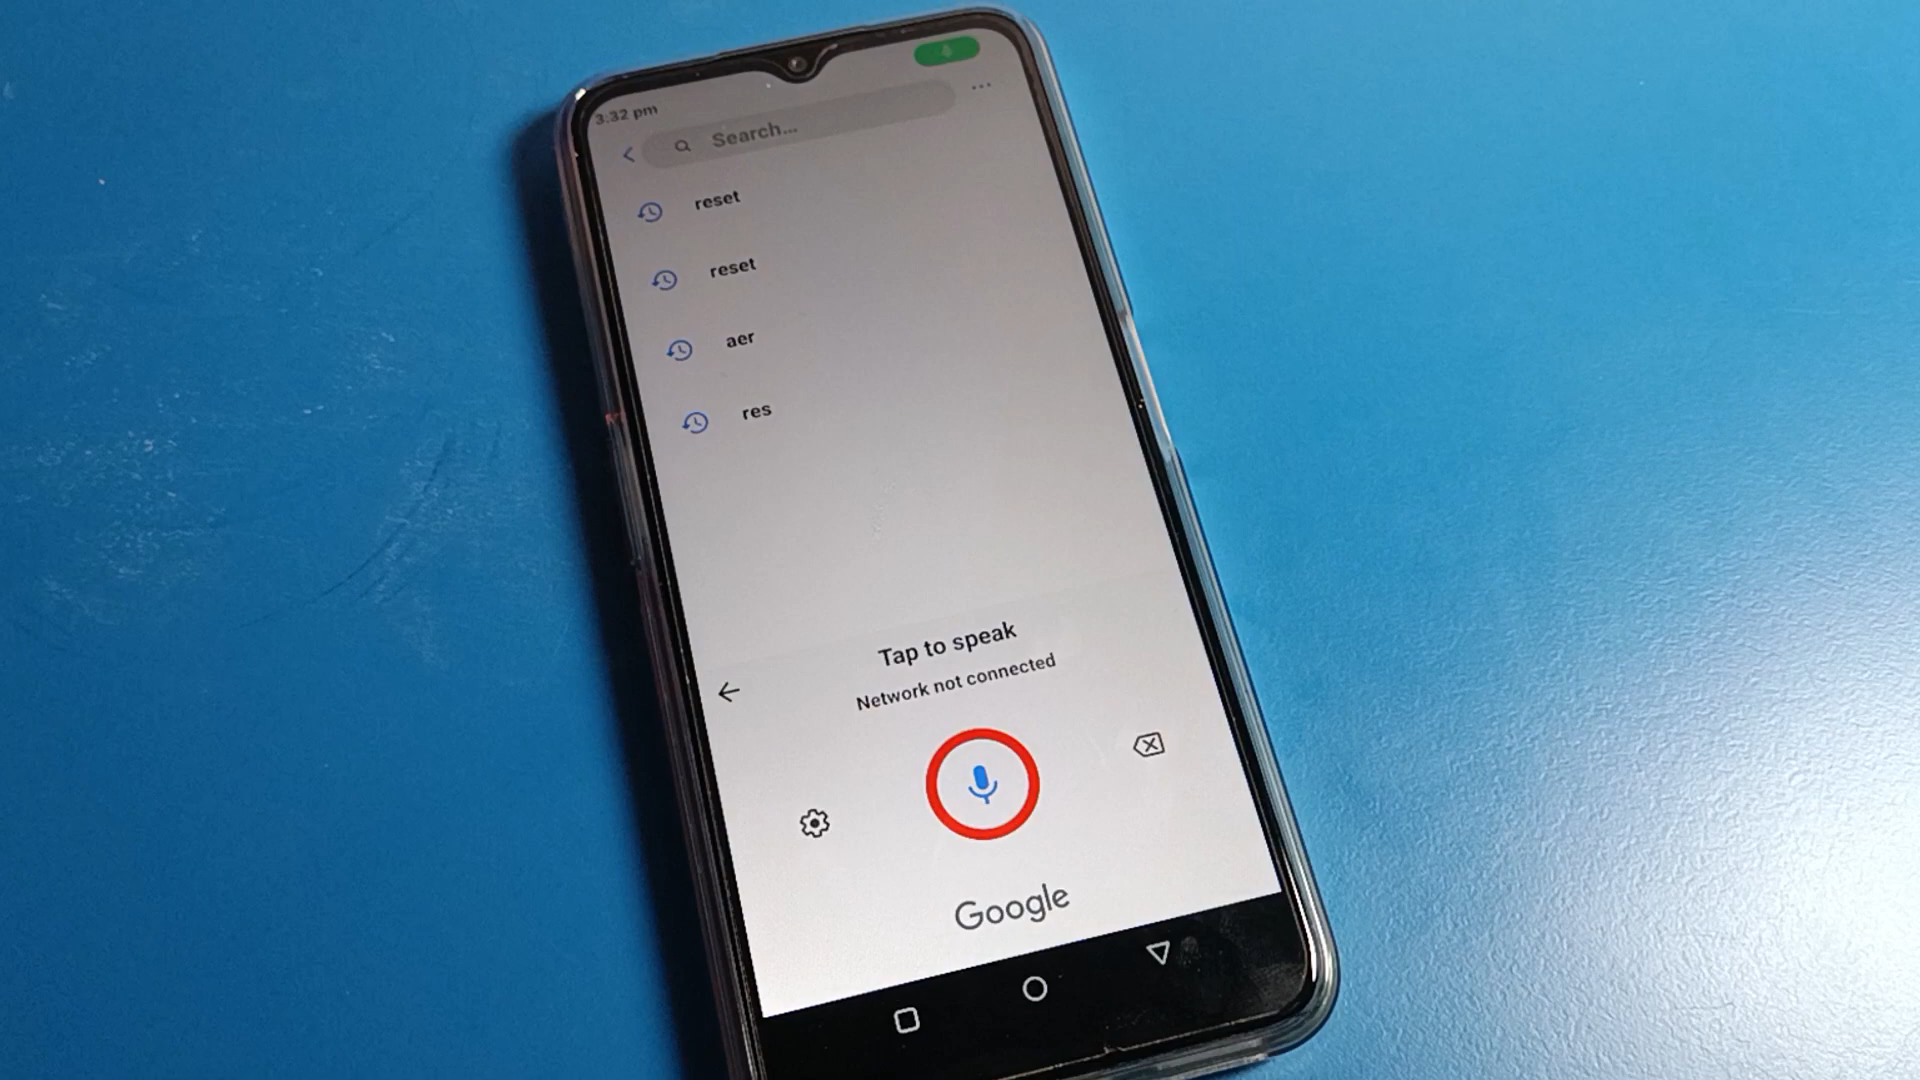 3:32 pm
Search...
reset
reset
aer
res
Tap to speak
Network not connected
Google